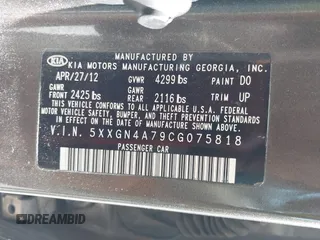 KIA KIA MOTORS MANUFACTURING GEORGIA, INC.
APR/27/12 GVWR 4299 lbs PAINT D0
GAWR GAWR
FRONT 2425 lbs REAR 2116 lbs TRIM UP
THIS VEHICLE CONFORMS TO ALL APPLICABLE FEDERAL
MOTOR VEHICLE SAFETY, BUMPER, AND THEFT PREVENTION STANDARDS
IN EFFECT ON THE DATE OF MANUFACTURE SHOWN ABOVE.
V.I.N. 5XXGN4A79CG075818
PASSENGER CAR
DREAMBID